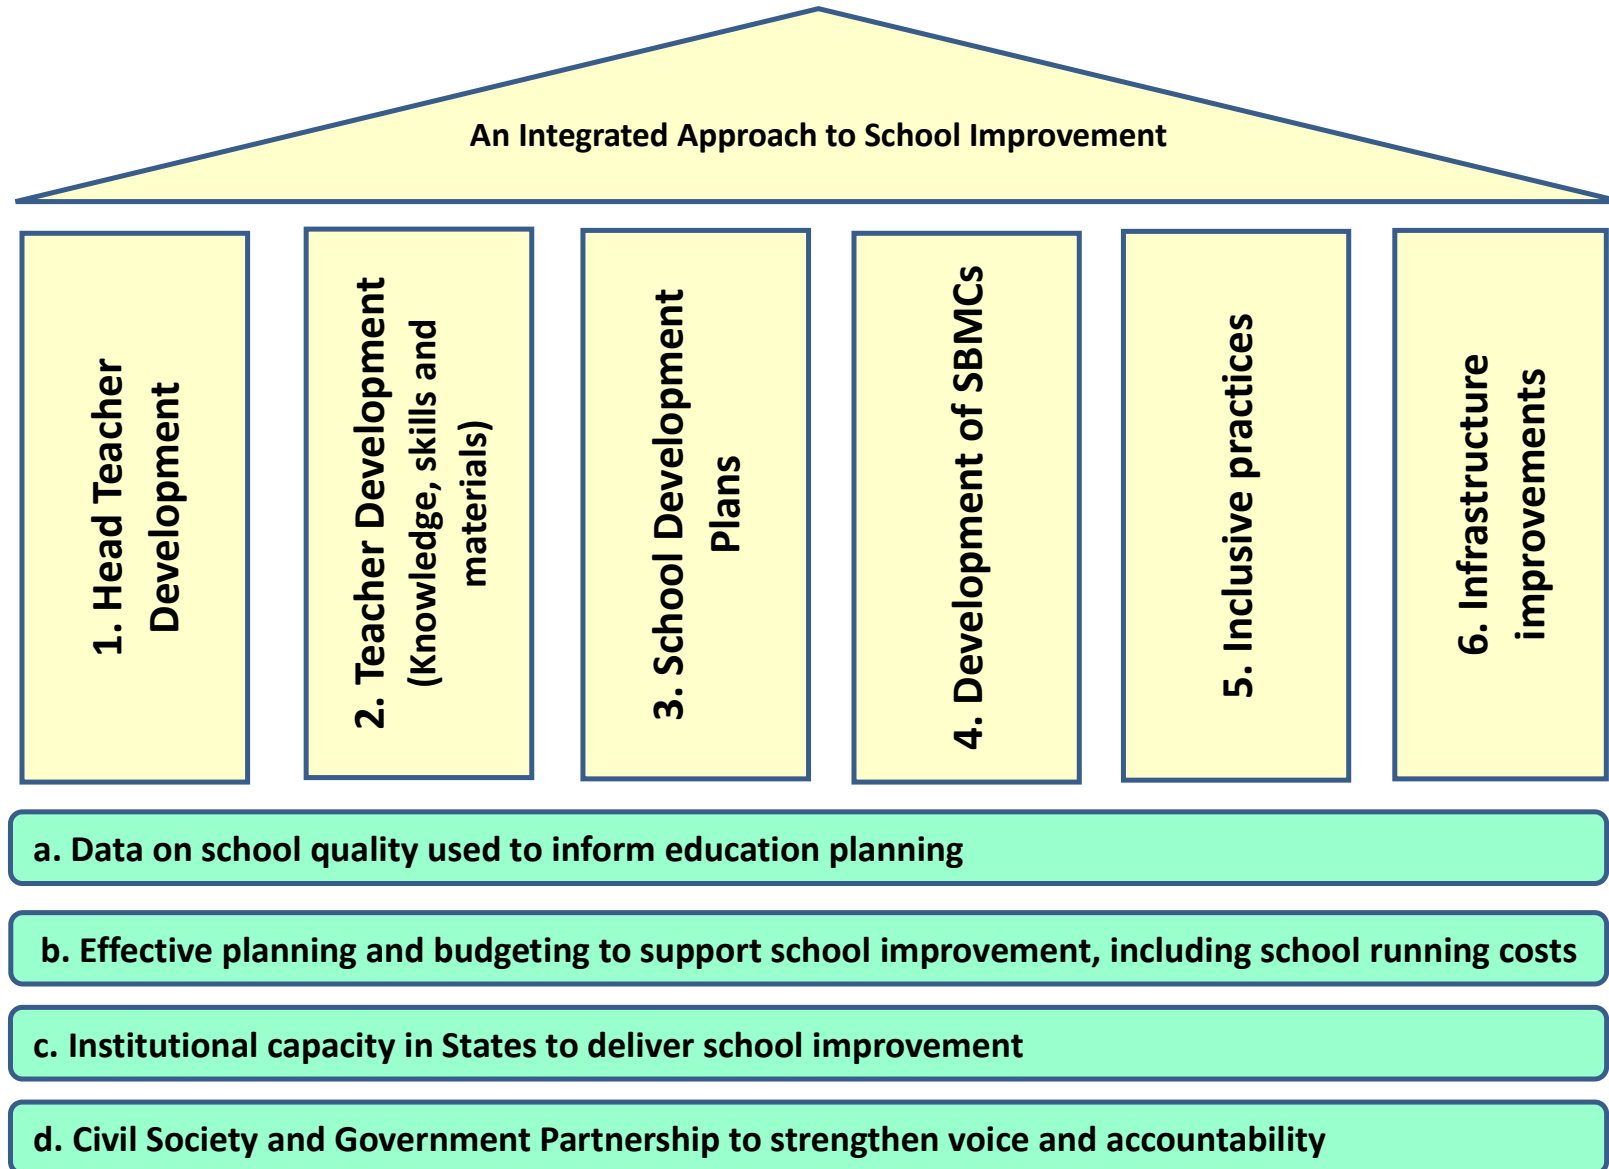 An Integrated Approach to School Improvement
1. Head Teacher
Development
2. Teacher Development
(Knowledge, skills and
materials)
3. School Development
Plans
4. Development of SBMCs
5. Inclusive practices
6. Infrastructure
improvements
a. Data on school quality used to inform education planning
b. Effective planning and budgeting to support school improvement, including school running costs
c. Institutional capacity in States to deliver school improvement
d. Civil Society and Government Partnership to strengthen voice and accountability